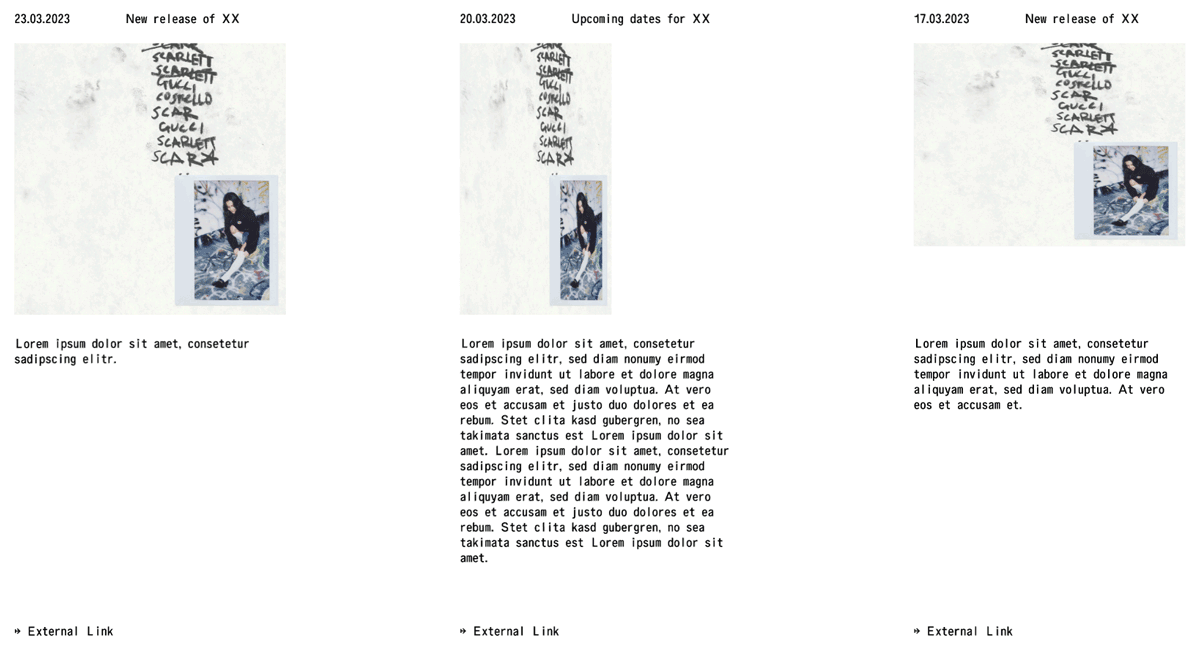 23.03.2023 New release of XX
SCARLETT
SCARLETT
GUCCI
COSTELLO
SCAR
GUCCI
SCARLETT
SCAR
Lorem ipsum dolor sit amet, consetetur
sadipscing elitr.
» External Link
20.03.2023 Upcoming dates for XX
SCARLETT
SCARLETT
GUCCI
COSTELLO
SCAR
GUCCI
SCARLETT
SCAR
Lorem ipsum dolor sit amet, consetetur
sadipscing elitr, sed diam nonumy eirmod
tempor invidunt ut labore et dolore magna
aliquyam erat, sed diam voluptua. At vero
eos et accusam et justo duo dolores et ea
rebum. Stet clita kasd gubergren, no sea
takimata sanctus est Lorem ipsum dolor sit
amet. Lorem ipsum dolor sit amet, consetetur
sadipscing elitr, sed diam nonumy eirmod
tempor invidunt ut labore et dolore magna
aliquyam erat, sed diam voluptua. At vero
eos et accusam et justo duo dolores et ea
rebum. Stet clita kasd gubergren, no sea
takimata sanctus est Lorem ipsum dolor sit
amet.
» External Link
17.03.2023 New release of XX
SCARLETT
SCARLETT
GUCCI
COSTELLO
SCAR
GUCCI
SCARLETT
SCAR
Lorem ipsum dolor sit amet, consetetur
sadipscing elitr, sed diam nonumy eirmod
tempor invidunt ut labore et dolore magna
aliquyam erat, sed diam voluptua. At vero
eos et accusam et.
» External Link